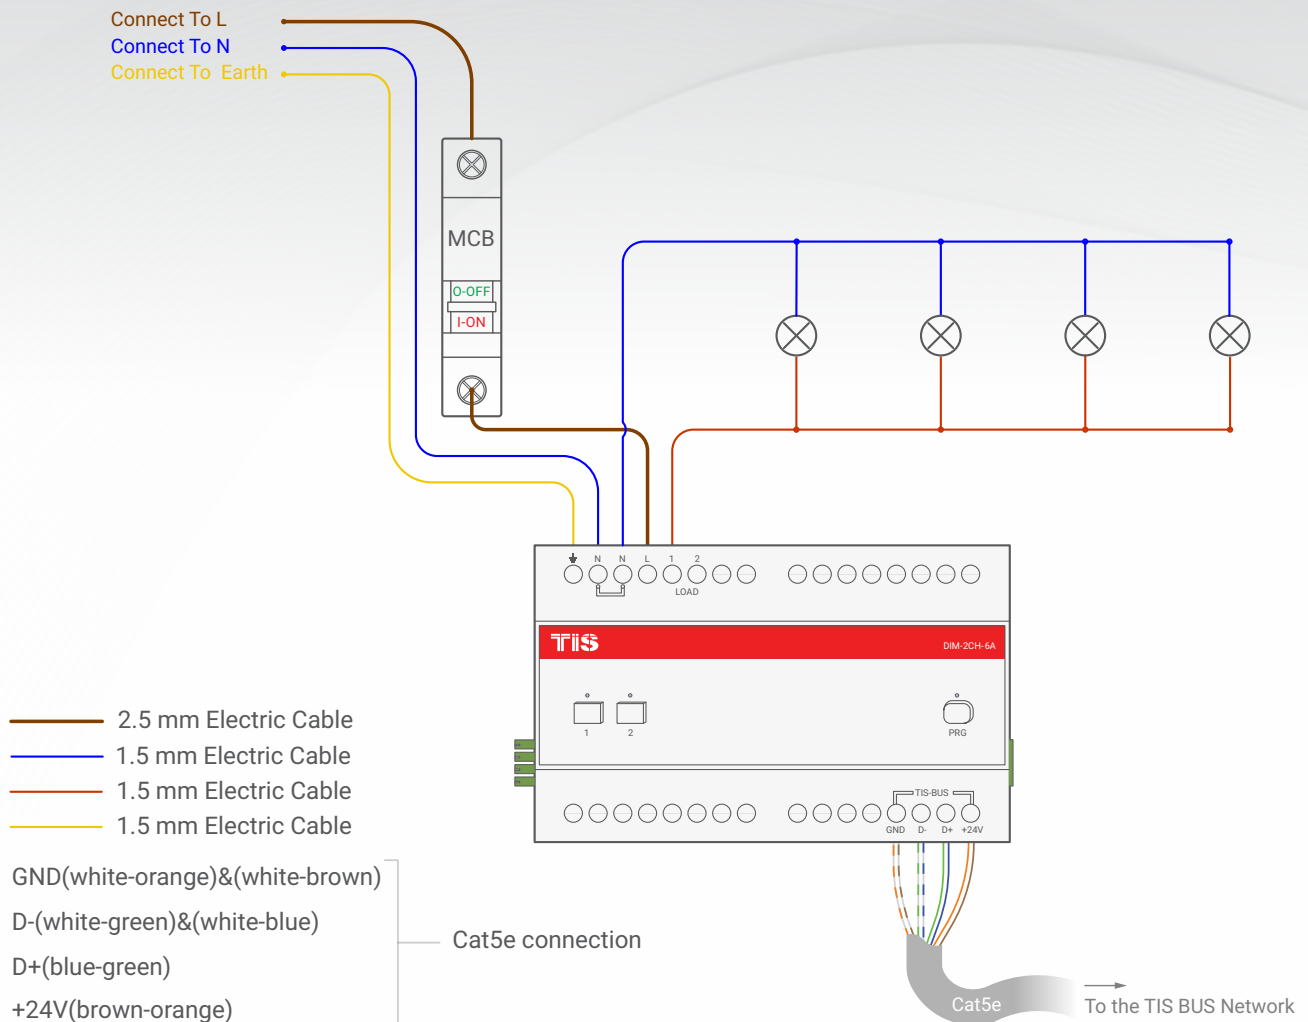 Connect To L
Connect To N
Connect To Earth
MCB
O-OFF
I-ON
N N L 1 2
LOAD
TIS
DIM-2CH-6A
1 2 PRG
TIS-BUS
GND D- D+ +24V
2.5 mm Electric Cable
1.5 mm Electric Cable
1.5 mm Electric Cable
1.5 mm Electric Cable
GND(white-orange)&(white-brown)
D-(white-green)&(white-blue)
D+(blue-green)
+24V(brown-orange)
Cat5e connection
Cat5e
To the TIS BUS Network